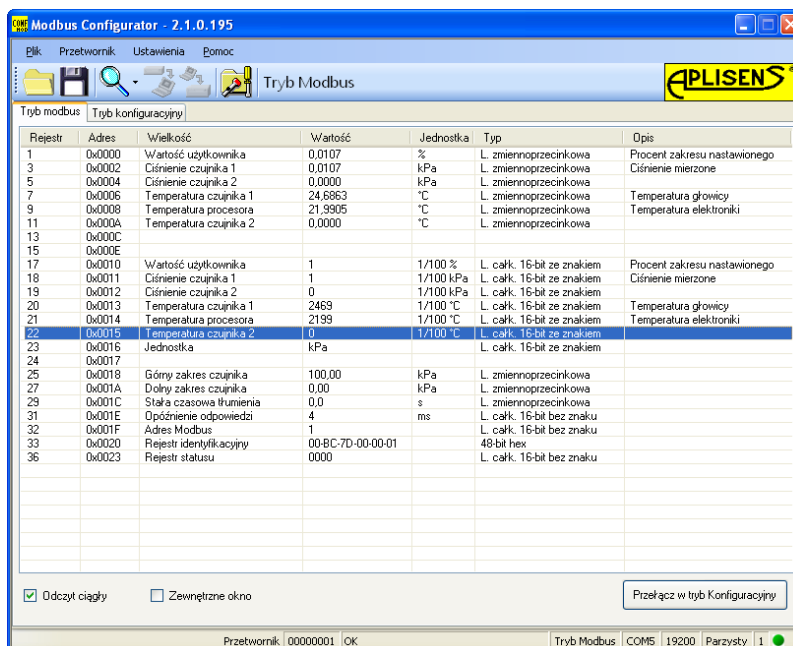 CONF MOD Modbus Configurator - 2.1.0.195
Plik Przetwornik Ustawienia Pomoc
Tryb Modbus APLISENS
Tryb modbus Tryb konfiguracyjny
Rejestr Adres Wielkość Wartość Jednostka Typ Opis
1 0x0000 Wartość użytkownika 0,0107 % L. zmiennoprzecinkowa Procent zakresu nastawionego
3 0x0002 Ciśnienie czujnika 1 0,0107 kPa L. zmiennoprzecinkowa Ciśnienie mierzone
5 0x0004 Ciśnienie czujnika 2 0,0000 kPa L. zmiennoprzecinkowa
7 0x0006 Temperatura czujnika 1 24,6863 °C L. zmiennoprzecinkowa Temperatura głowicy
9 0x0008 Temperatura procesora 21,9905 °C L. zmiennoprzecinkowa Temperatura elektroniki
11 0x000A Temperatura czujnika 2 0,0000 °C L. zmiennoprzecinkowa
13 0x000C
15 0x000E
17 0x0010 Wartość użytkownika 1 1/100 % L. całk. 16-bit ze znakiem Procent zakresu nastawionego
18 0x0011 Ciśnienie czujnika 1 1 1/100 kPa L. całk. 16-bit ze znakiem Ciśnienie mierzone
19 0x0012 Ciśnienie czujnika 2 0 1/100 kPa L. całk. 16-bit ze znakiem
20 0x0013 Temperatura czujnika 1 2469 1/100 °C L. całk. 16-bit ze znakiem Temperatura głowicy
21 0x0014 Temperatura procesora 2199 1/100 °C L. całk. 16-bit ze znakiem Temperatura elektroniki
22 0x0015 Temperatura czujnika 2 0 1/100 °C L. całk. 16-bit ze znakiem
23 0x0016 Jednostka kPa L. całk. 16-bit ze znakiem
24 0x0017
25 0x0018 Górny zakres czujnika 100,00 kPa L. zmiennoprzecinkowa
27 0x001A Dolny zakres czujnika 0,00 kPa L. zmiennoprzecinkowa
29 0x001C Stała czasowa tłumienia 0,0 s L. zmiennoprzecinkowa
31 0x001E Opóźnienie odpowiedzi 4 ms L. całk. 16-bit bez znaku
32 0x001F Adres Modbus 1 L. całk. 16-bit bez znaku
33 0x0020 Rejestr identyfikacyjny 00-BC-7D-00-00-01 48-bit hex
36 0x0023 Rejestr statusu 0000 L. całk. 16-bit bez znaku
Odczyt ciągły Zewnętrzne okno Przełącz w tryb Konfiguracyjny
Przetwornik 00000001 OK Tryb Modbus COM5 19200 Parzysty 1